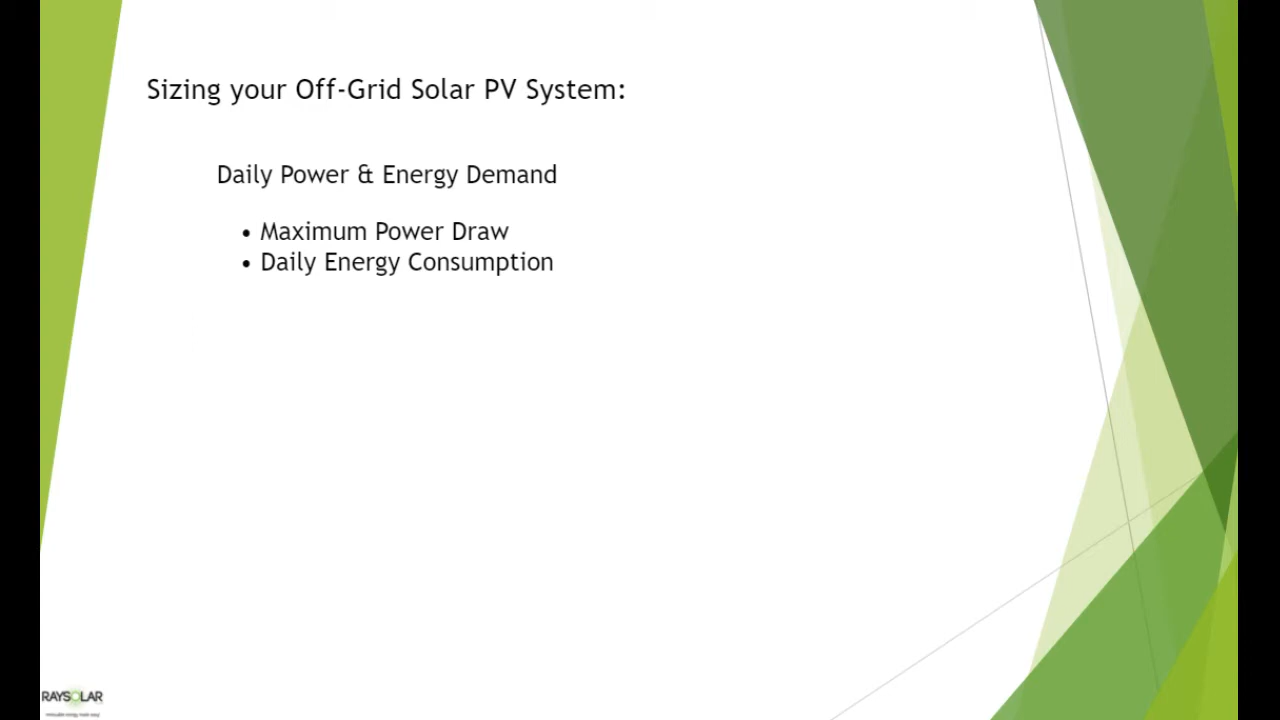 Sizing your Off-Grid Solar PV System:
Daily Power & Energy Demand
• Maximum Power Draw
• Daily Energy Consumption
RAYSOLAR